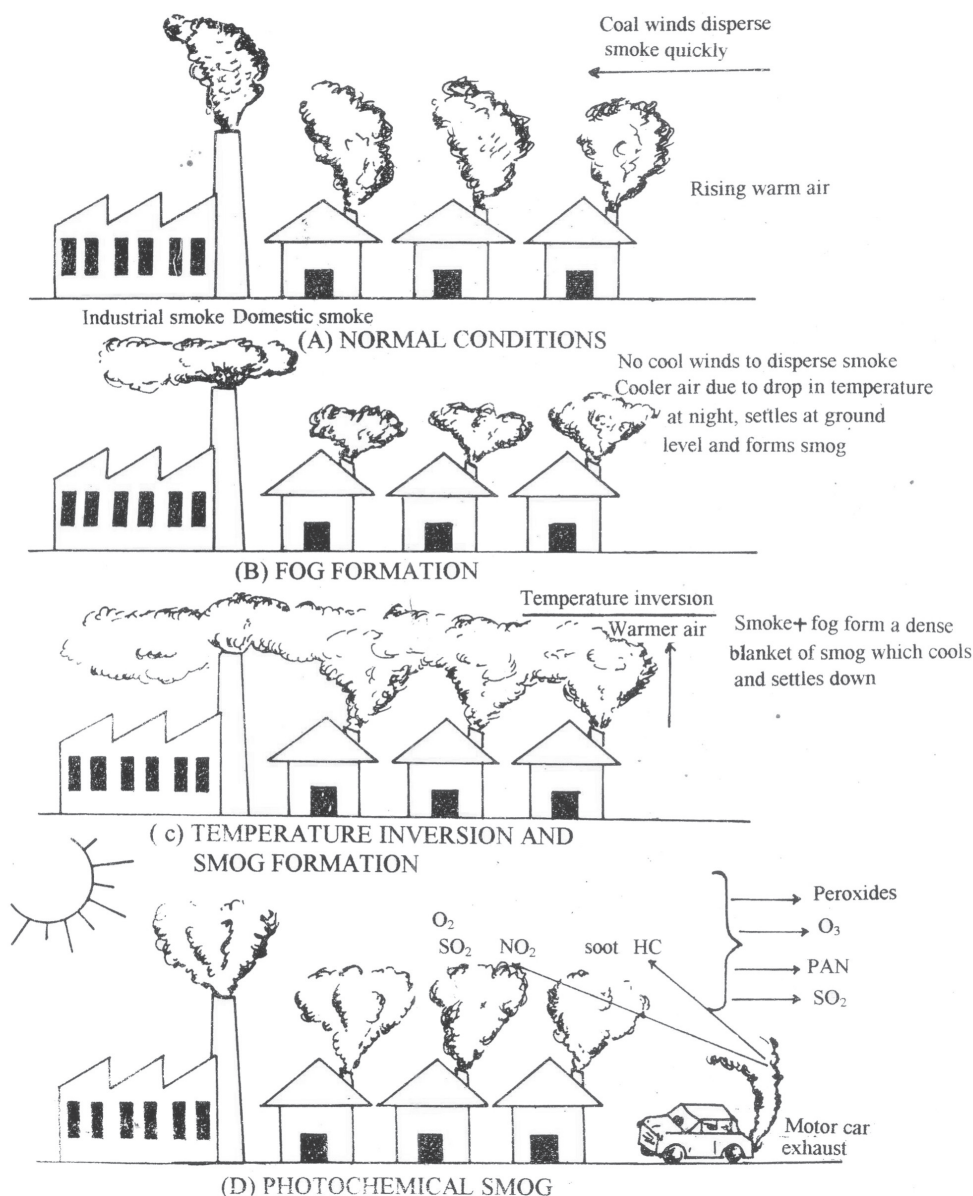 Coal winds disperse
smoke quickly
Rising warm air
Industrial smoke Domestic smoke
(A) NORMAL CONDITIONS
No cool winds to disperse smoke
Cooler air due to drop in temperature
at night, settles at ground
level and forms smog
(B) FOG FORMATION
Temperature inversion
Warmer air
Smoke+ fog form a dense
blanket of smog which cools
and settles down
( c) TEMPERATURE INVERSION AND
SMOG FORMATION
O₂
SO₂ NO₂ soot HC
Peroxides
O₃
PAN
SO₂
Motor car
exhaust
(D) PHOTOCHEMICAL SMOG